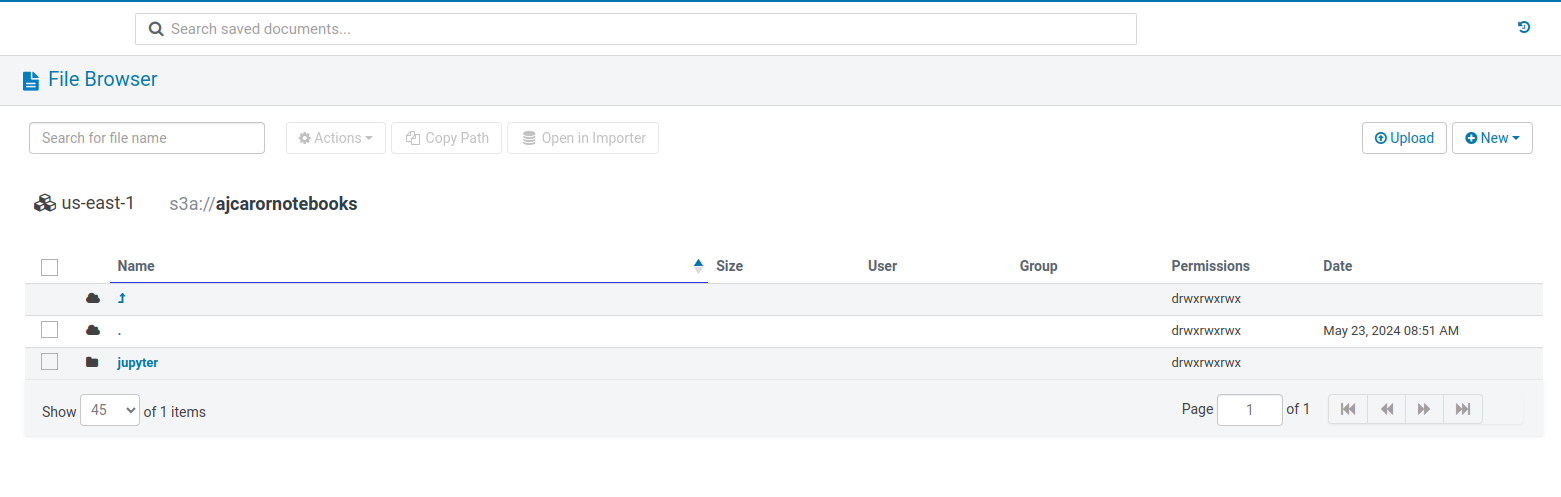 Search saved documents...
File Browser
Search for file name Actions Copy Path Open in Importer Upload New
us-east-1 s3a://ajcarornotebooks
Name Size User Group Permissions Date
drwxrwxrwx
. drwxrwxrwx May 23, 2024 08:51 AM
jupyter drwxrwxrwx
Show 45 of 1 items Page 1 of 1